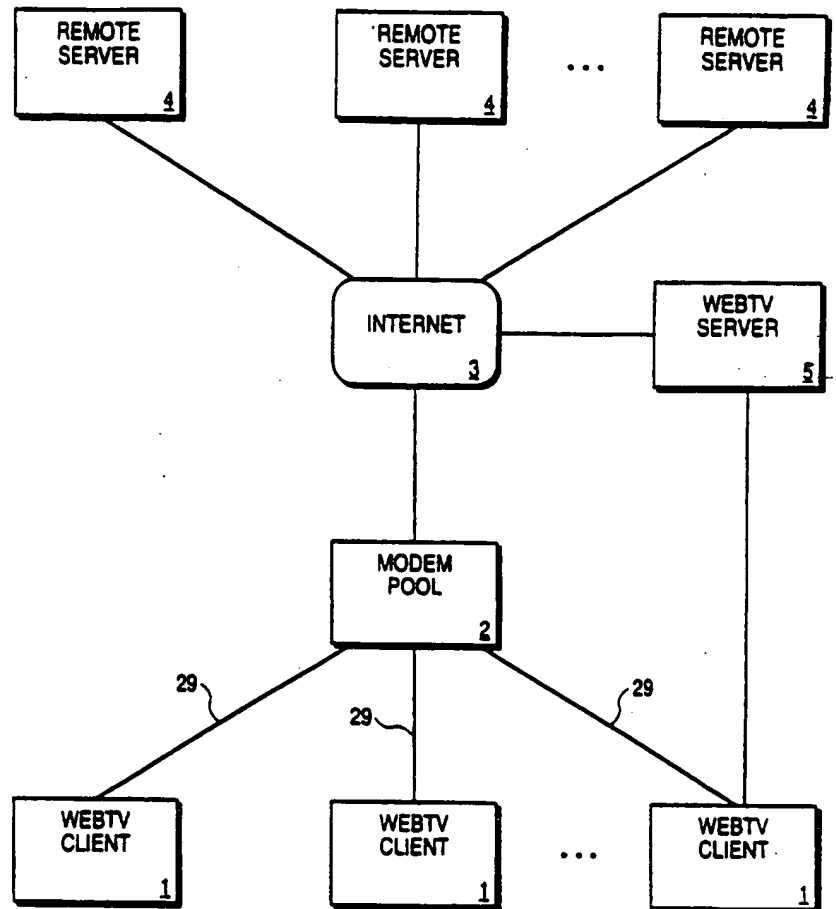 REMOTE
SERVER
4
REMOTE
SERVER
4
...
REMOTE
SERVER
4
INTERNET
3
WEBTV
SERVER
5
MODEM
POOL
2
29
29
29
WEBTV
CLIENT
1
WEBTV
CLIENT
1
...
WEBTV
CLIENT
1